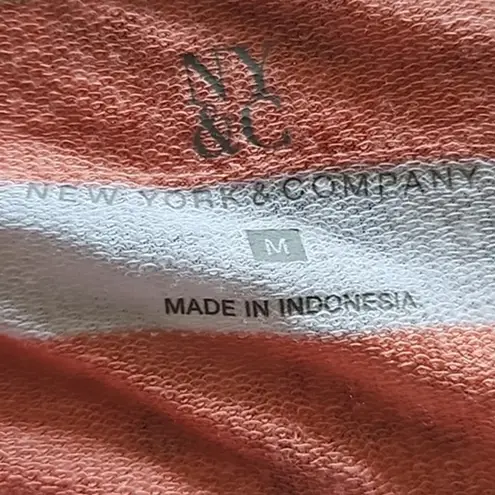 NY
&C
NEW YORK & COMPANY
M
MADE IN INDONESIA